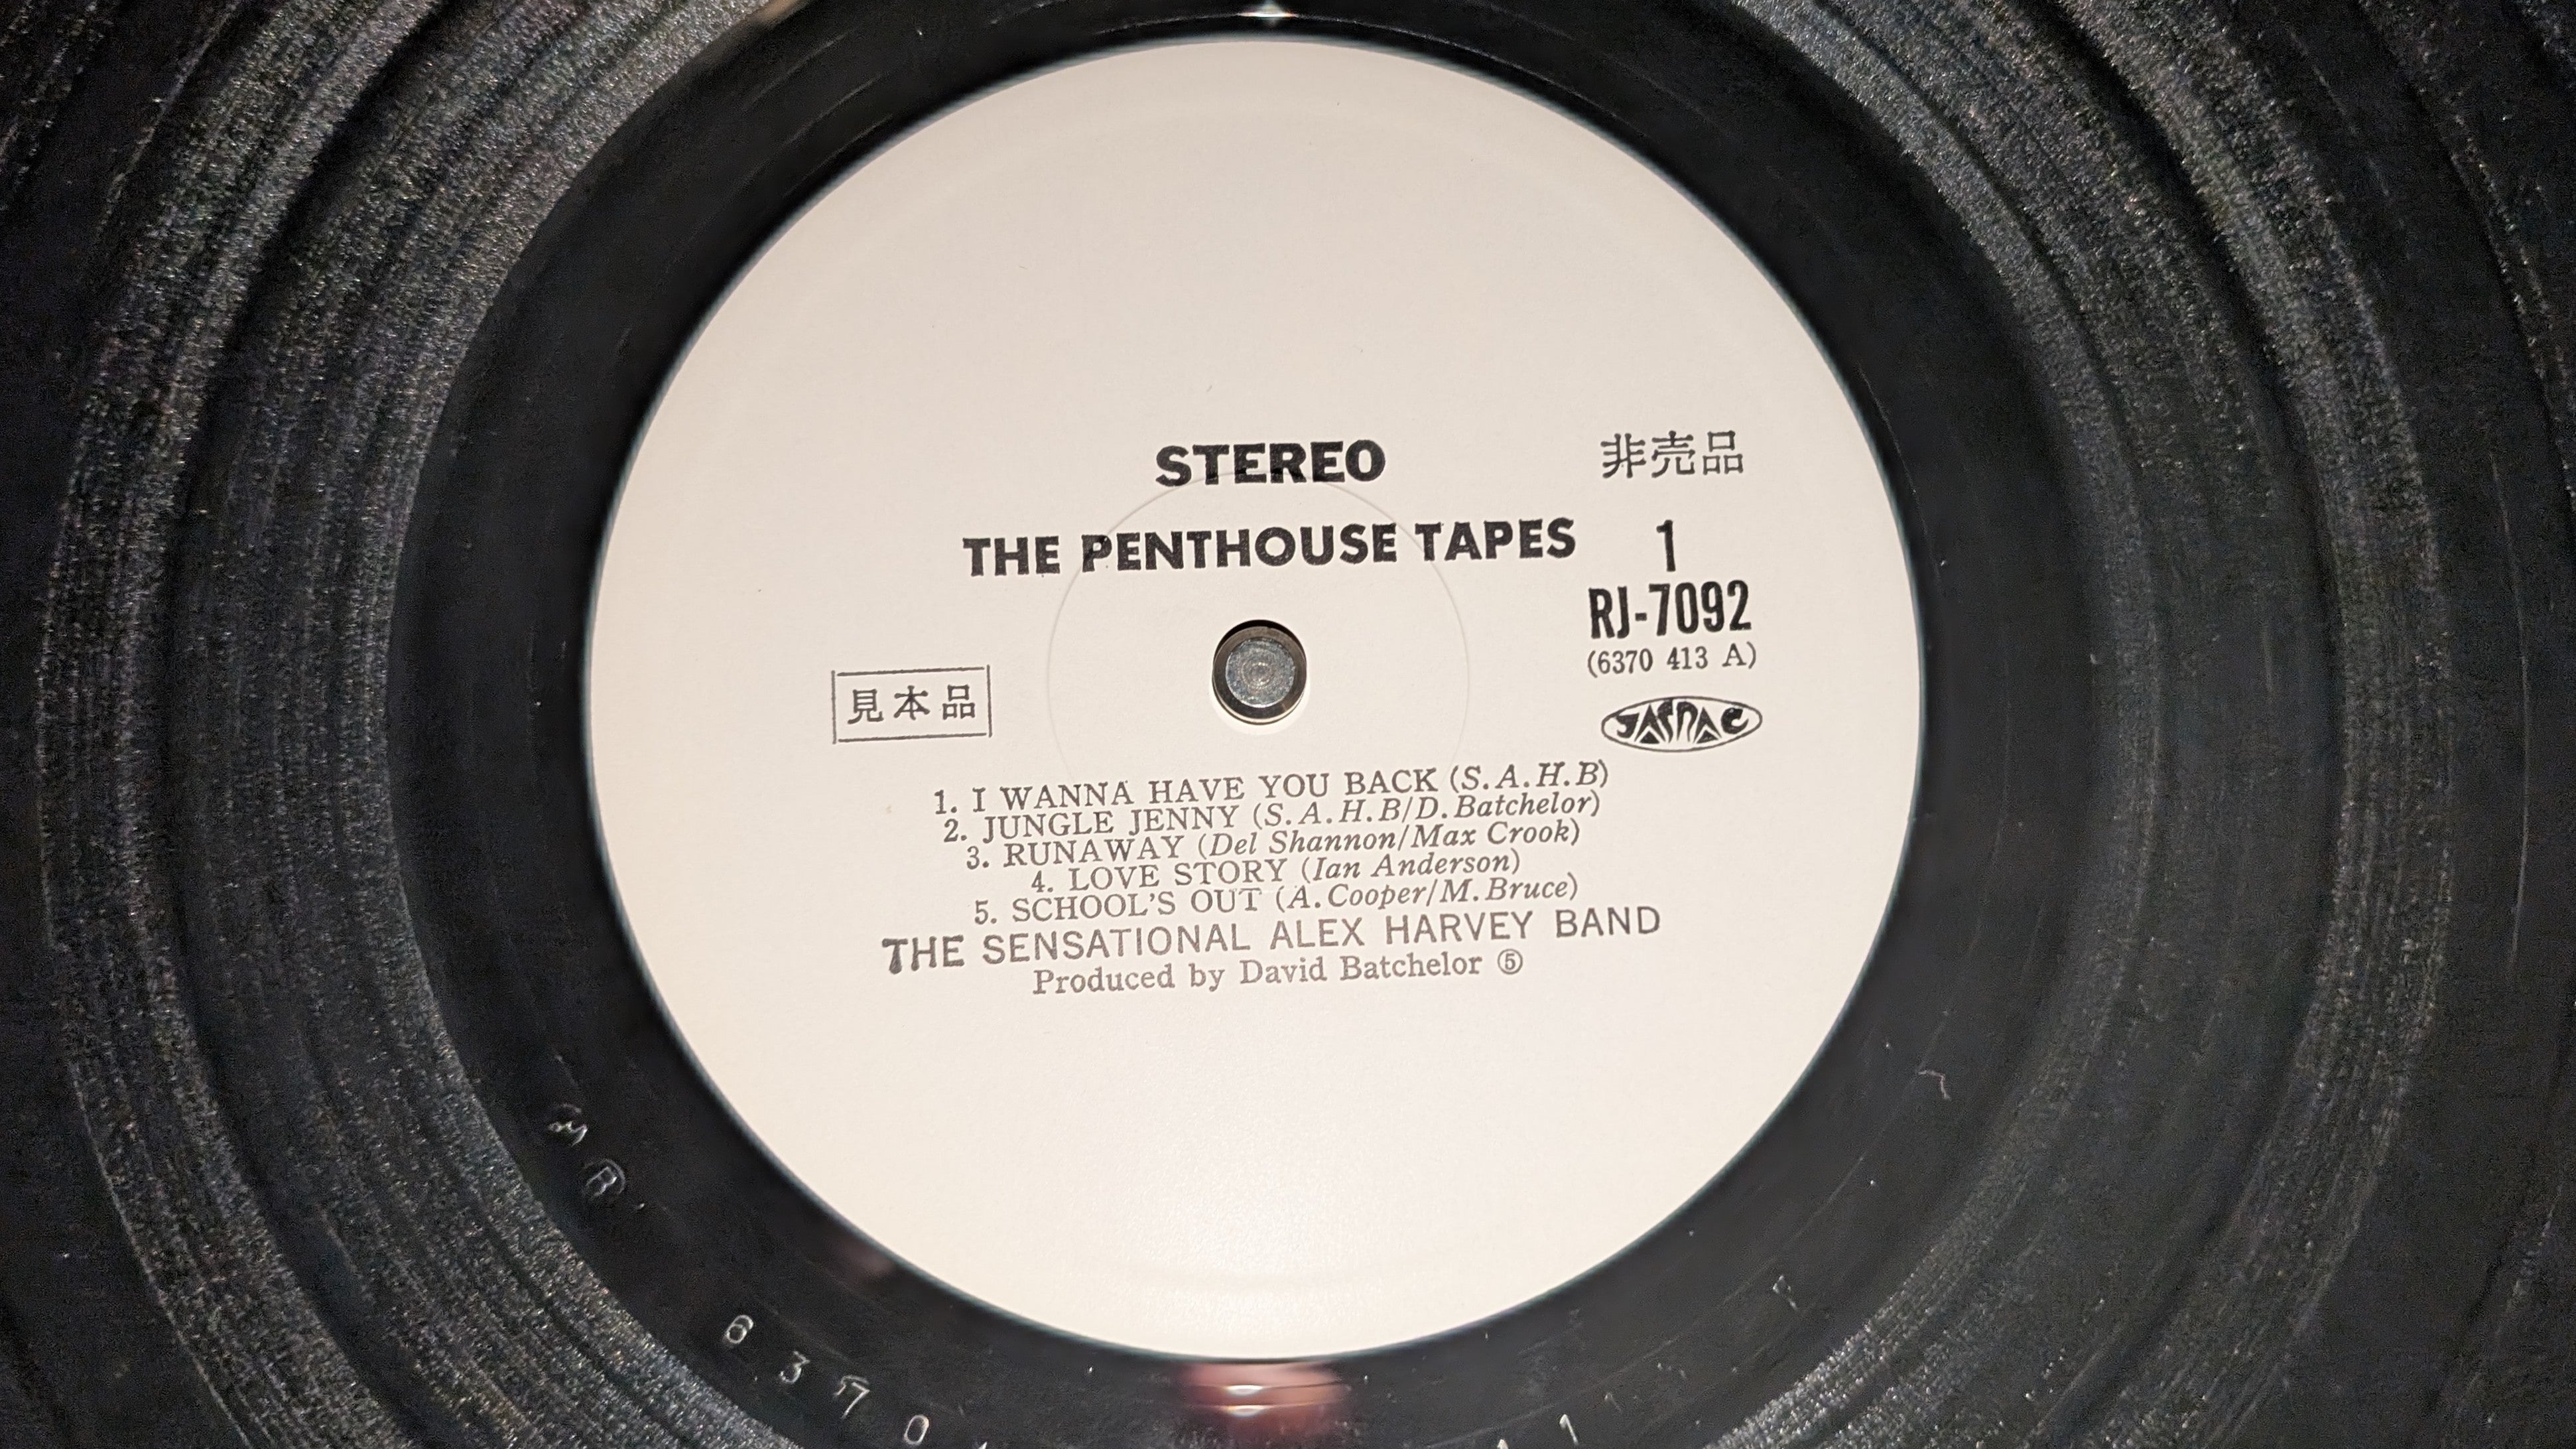 STEREO
非売品
THE PENTHOUSE TAPES
1
RJ-7092
(6370 413 A)
見本品
JASRAC
1. I WANNA HAVE YOU BACK (S.A.H.B)
2. JUNGLE JENNY (S.A.H.B/D.Batchelor)
3. RUNAWAY (Del Shannon/Max Crook)
4. LOVE STORY (Ian Anderson)
5. SCHOOL'S OUT (A.Cooper/M.Bruce)
THE SENSATIONAL ALEX HARVEY BAND
Produced by David Batchelor ⑤
6370